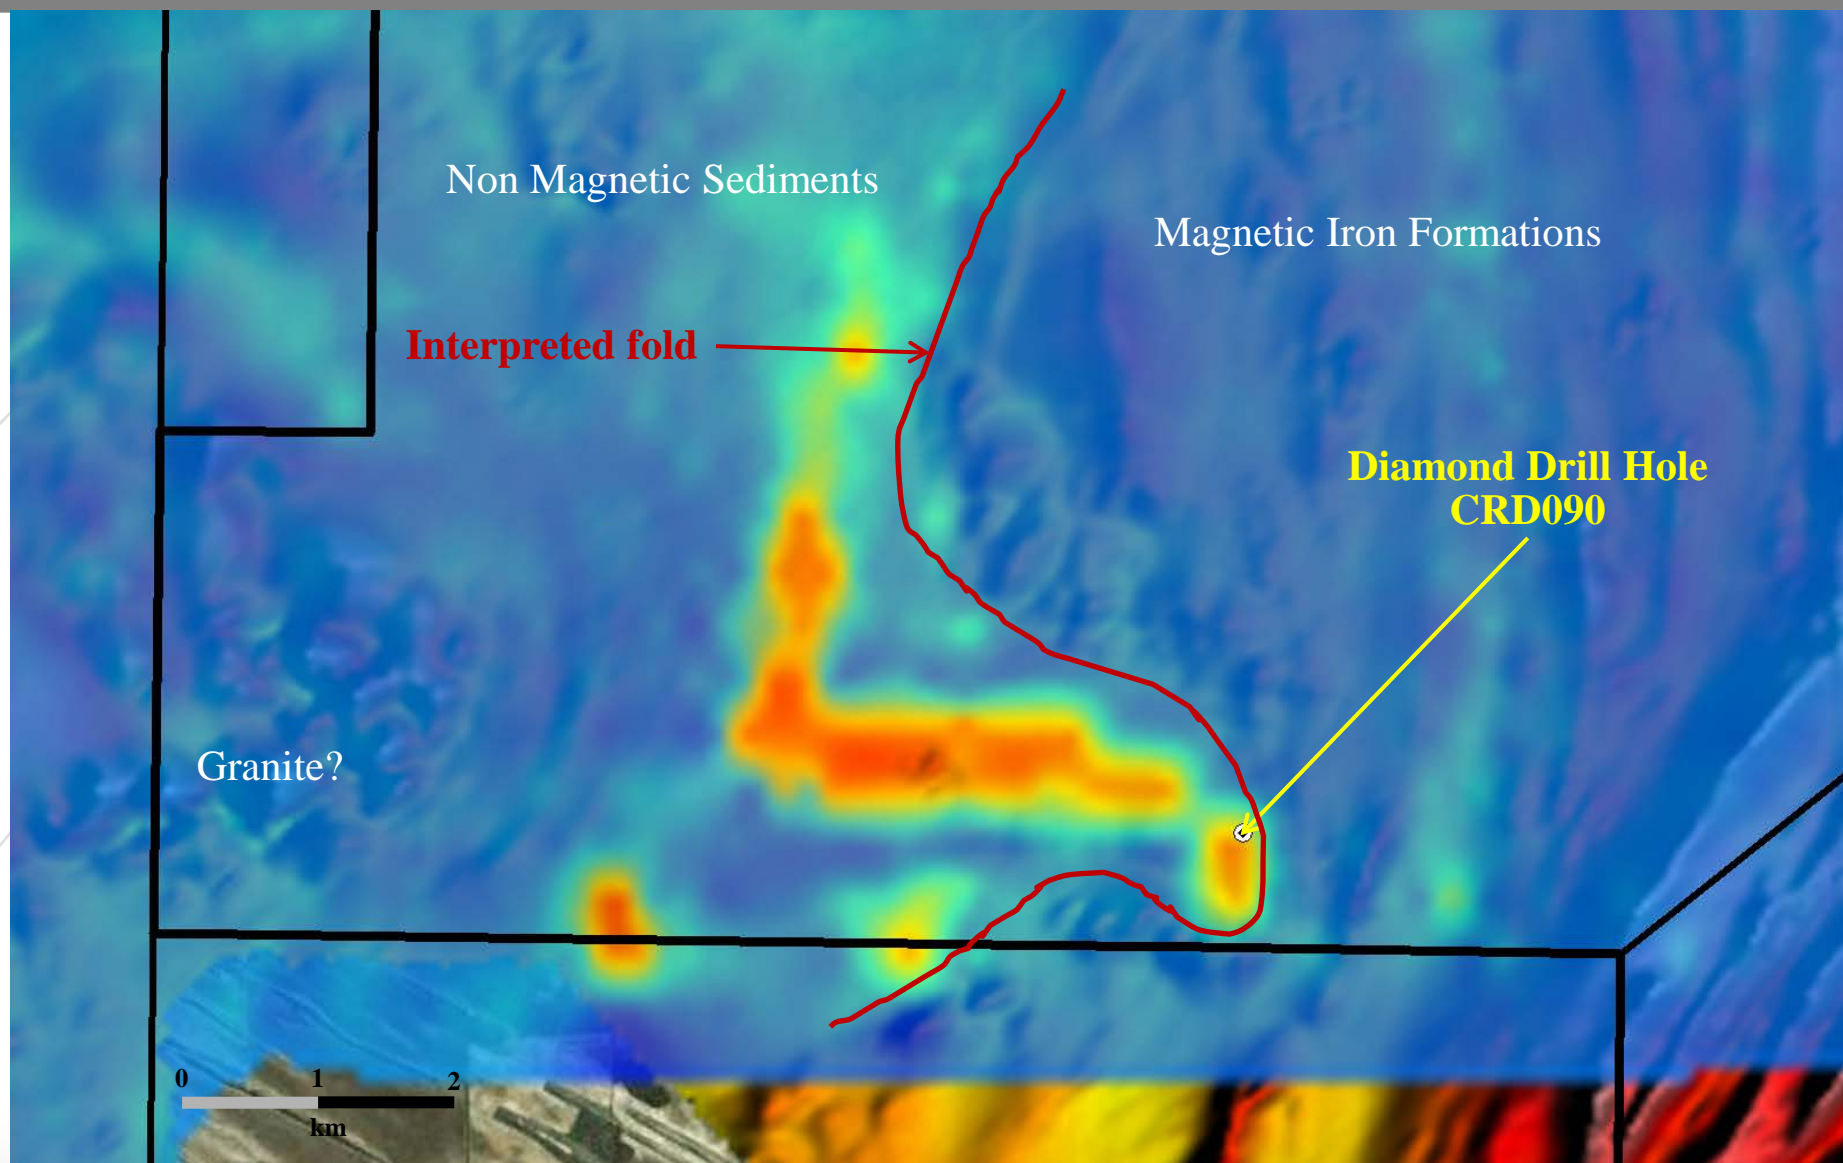 Non Magnetic Sediments
Magnetic Iron Formations
Interpreted fold
Diamond Drill Hole
CRD090
Granite?
0 1 2
km